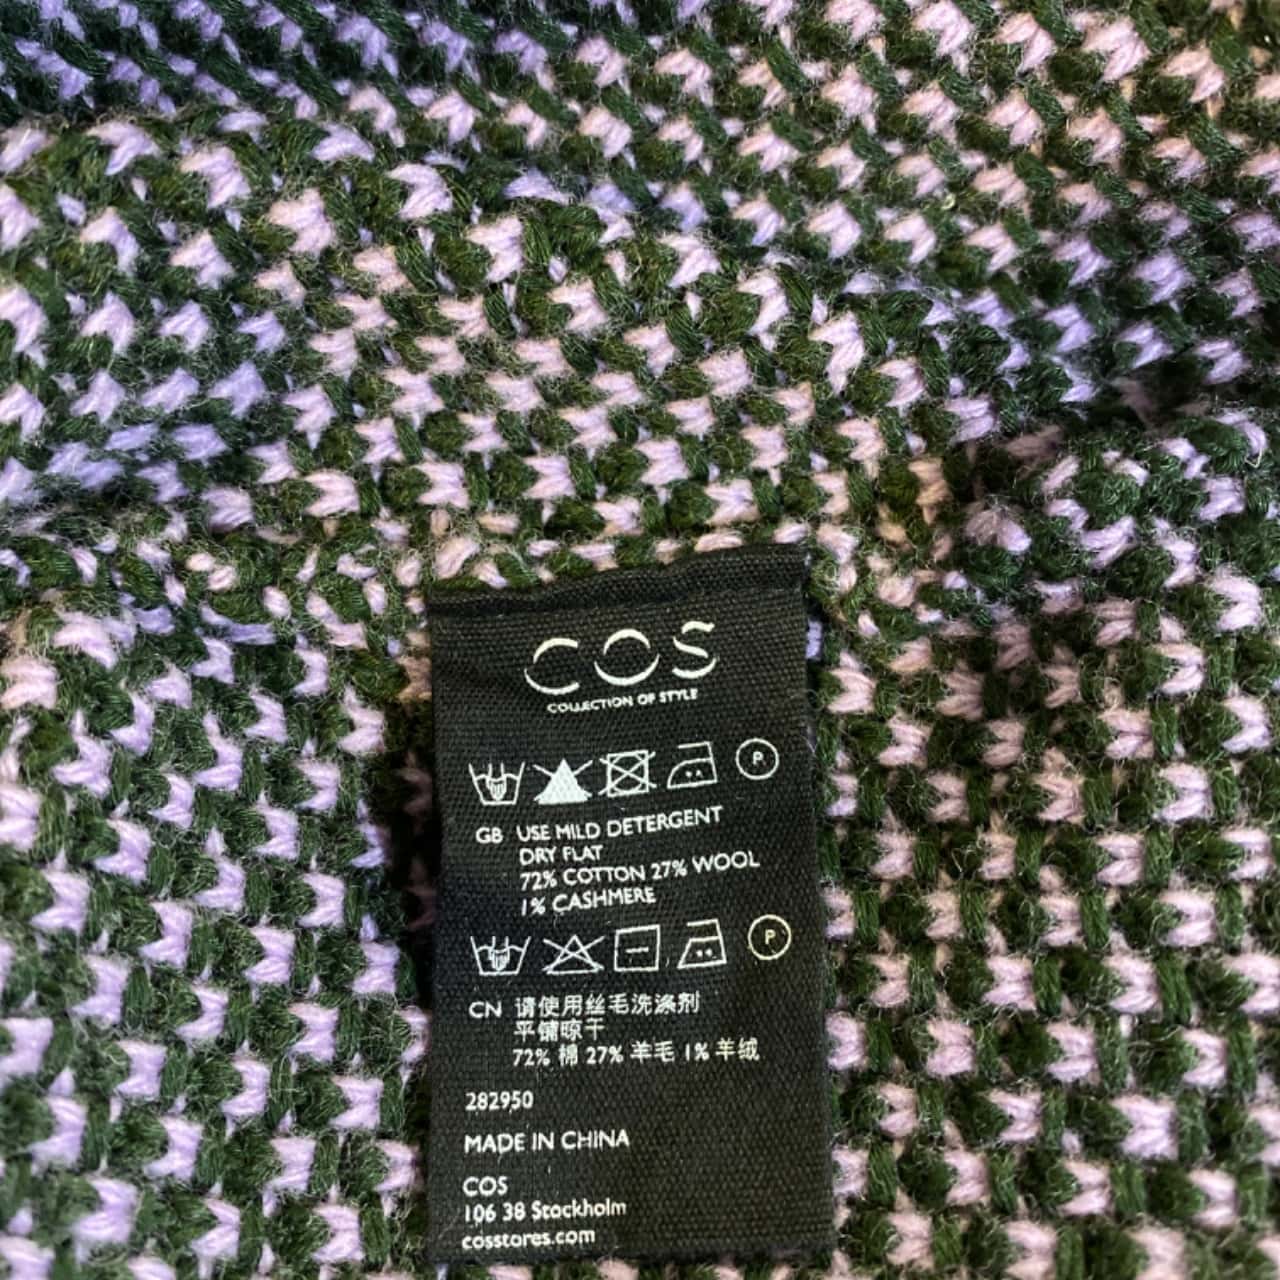 COS
COLLECTION OF STYLE
P
GB USE MILD DETERGENT
DRY FLAT
72% COTTON 27% WOOL
1% CASHMERE
P
CN 请使用丝毛洗涤剂
平铺晾干
72% 棉 27% 羊毛 1% 羊绒
282950
MADE IN CHINA
COS
106 38 Stockholm
cosstores.com